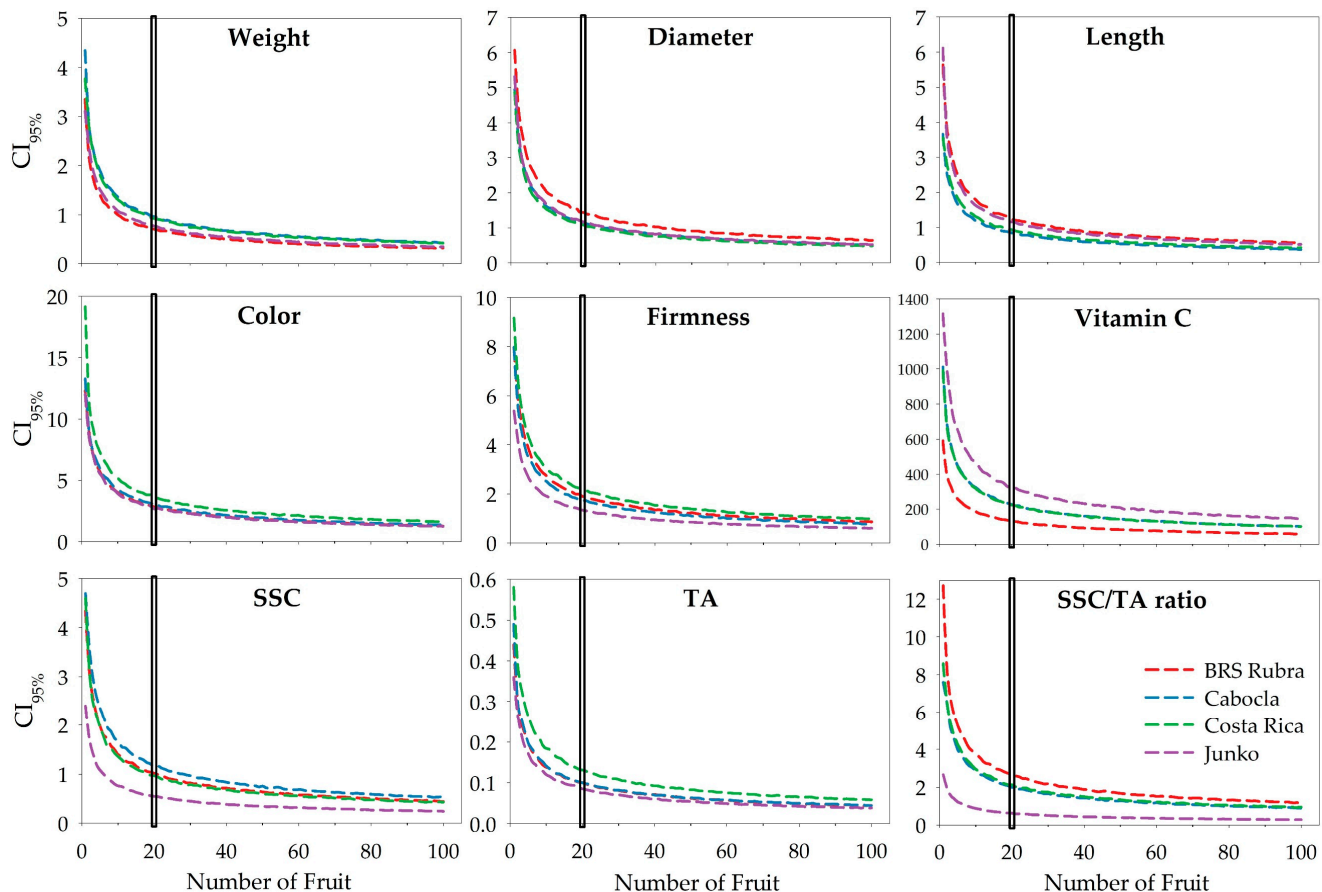 Weight
5
4
3
2
1
0
CI95%
Diameter
7
6
5
4
3
2
1
0
Length
7
6
5
4
3
2
1
0
Color
20
15
10
5
0
CI95%
Firmness
10
8
6
4
2
0
Vitamin C
1400
1200
1000
800
600
400
200
0
SSC
5
4
3
2
1
0
CI95%
0 20 40 60 80 100
Number of Fruit
TA
0.6
0.5
0.4
0.3
0.2
0.1
0.0
0 20 40 60 80 100
Number of Fruit
SSC/TA ratio
12
10
8
6
4
2
0
BRS Rubra
Cabocla
Costa Rica
Junko
0 20 40 60 80 100
Number of Fruit